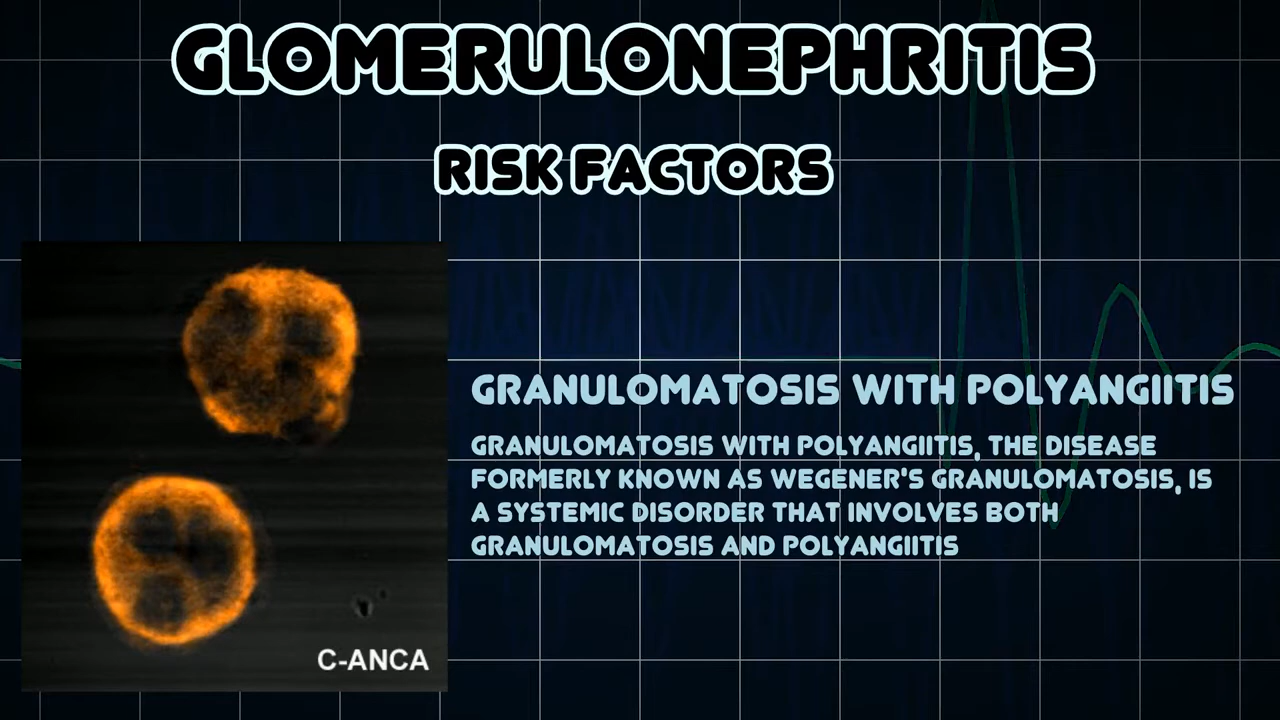 GLOMERULONEPHRITIS
RISK FACTORS
GRANULOMATOSIS WITH POLYANGIITIS
GRANULOMATOSIS WITH POLYANGIITIS, THE DISEASE
FORMERLY KNOWN AS WEGENER'S GRANULOMATOSIS, IS
A SYSTEMIC DISORDER THAT INVOLVES BOTH
GRANULOMATOSIS AND POLYANGIITIS
C-ANCA